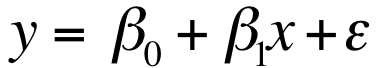 y = β₀ + β₁x + ε